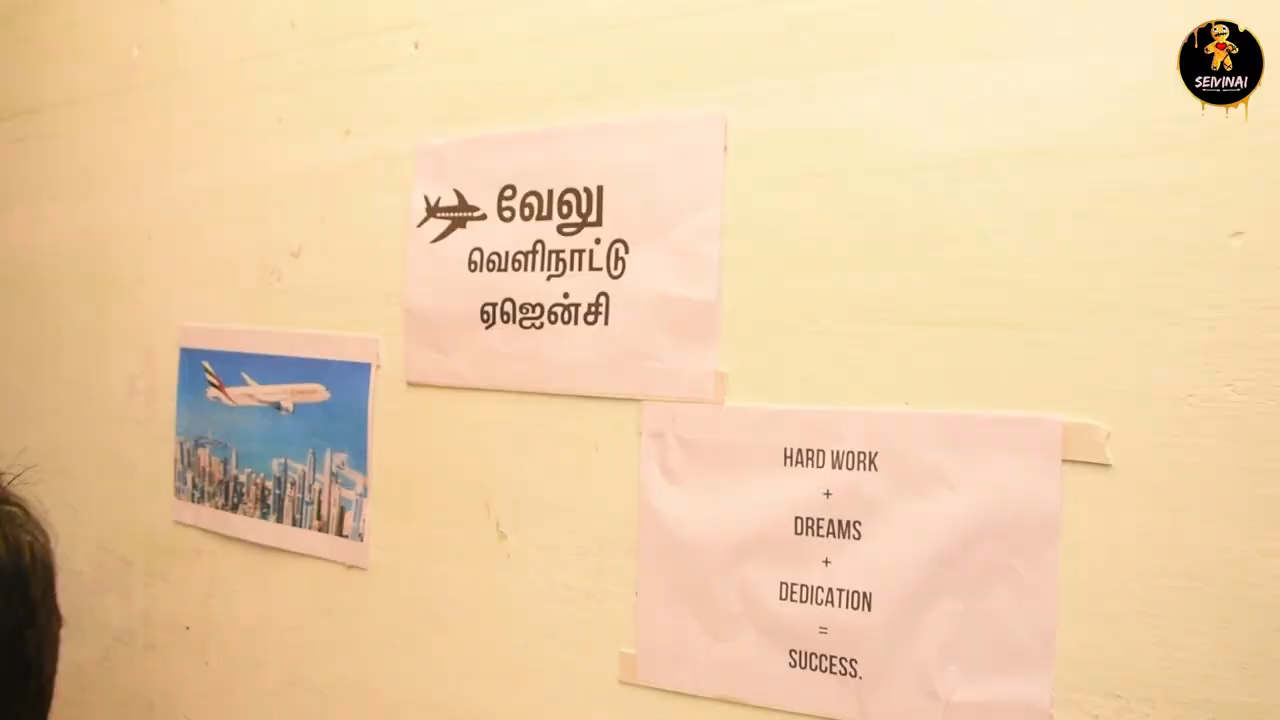 SEIVINAI
வேலு
வெளிநாட்டு
ஏஜென்சி
HARD WORK
+
DREAMS
+
DEDICATION
=
SUCCESS.